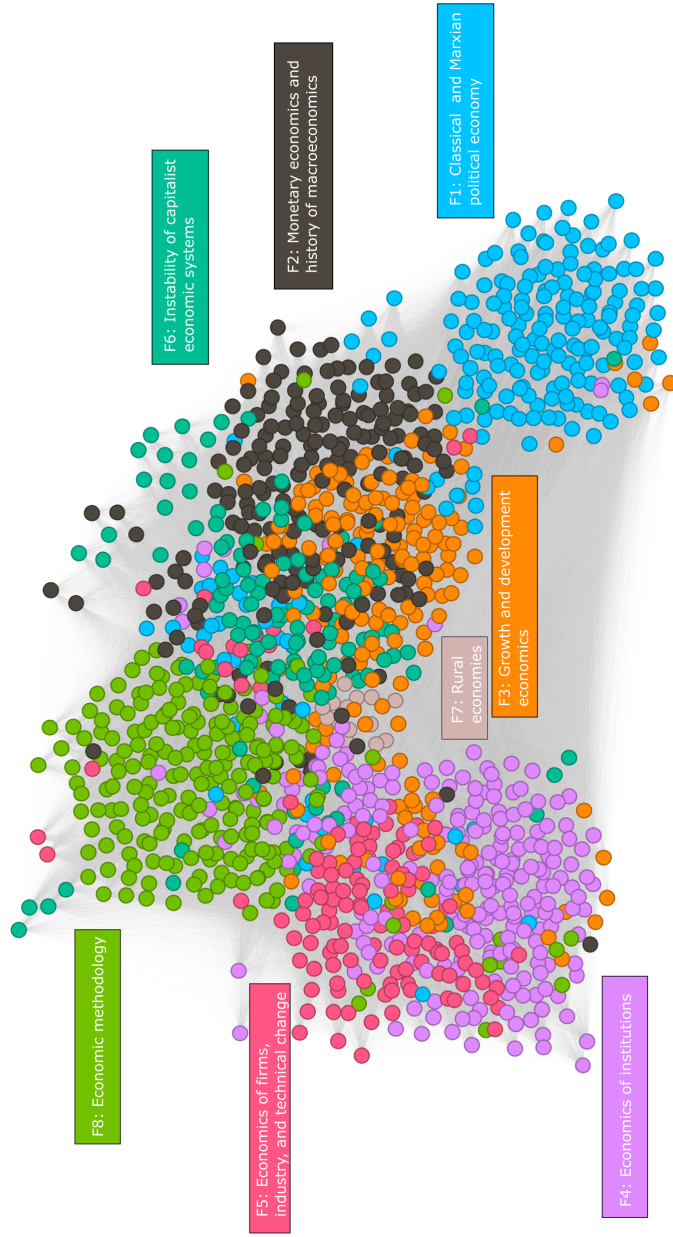 F8: Economic methodology
F5: Economics of firms,
industry, and technical change
F4: Economics of institutions
F6: Instability of capitalist
economic systems
F2: Monetary economics and
history of macroeconomics
F1: Classical and Marxian
political economy
F7: Rural
economies
F3: Growth and development
economics